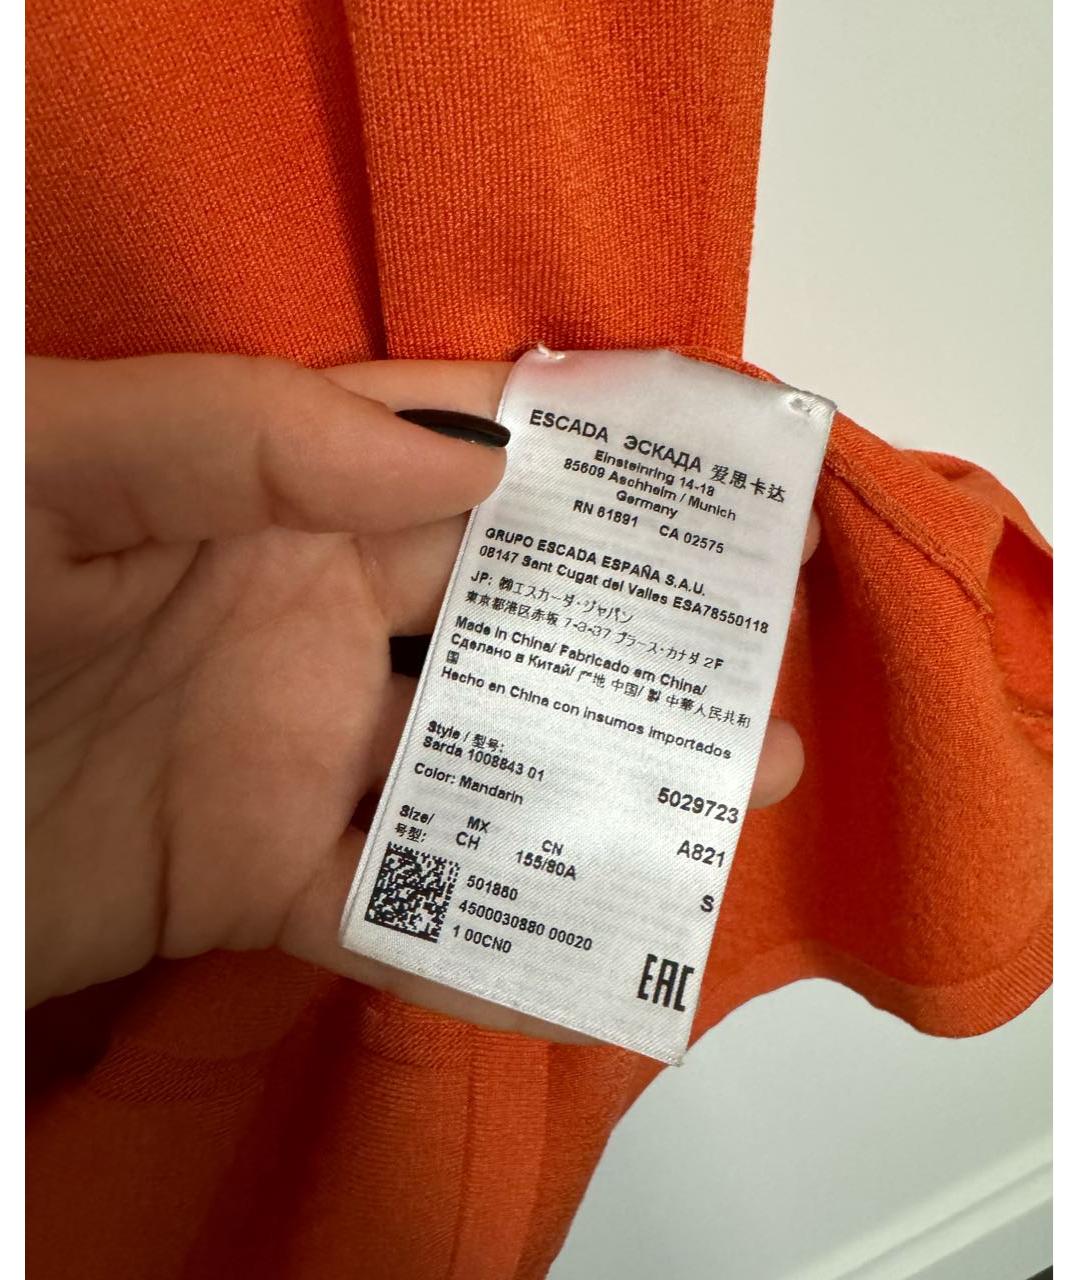 ESCADA ЭСКАДА 爱思卡达
Einsteinring 14-18
85609 Aschheim / Munich
Germany
RN 61891 CA 02575
GRUPO ESCADA ESPAÑA S.A.U.
08147 Sant Cugat del Valles ESA78550118
JP: ㈱エスカーダ・ジャパン
東京都港区赤坂 7-3-37 プラース・カナダ 2F
Made in China/ Fabricado em China/
Сделано в Китай/ 产地 中国/ 製 中華人民共和
国
Hecho en China con insumos importados
Style / 型号:
Sarda 1008843 01
5029723
Color: Mandarin
A821
Size/ MX CN
号型: CH 155/80A
S
501880
4500030880 00020
1 00CN0
EAC